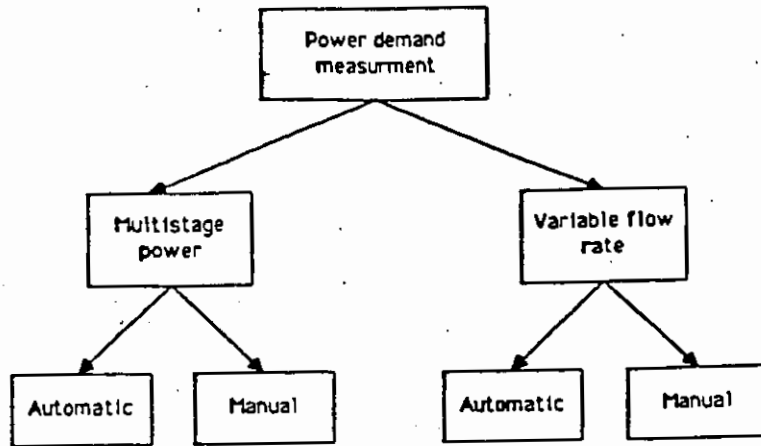 Power demand
measurment
Multistage
power
Variable flow
rate
Automatic
Manual
Automatic
Manual